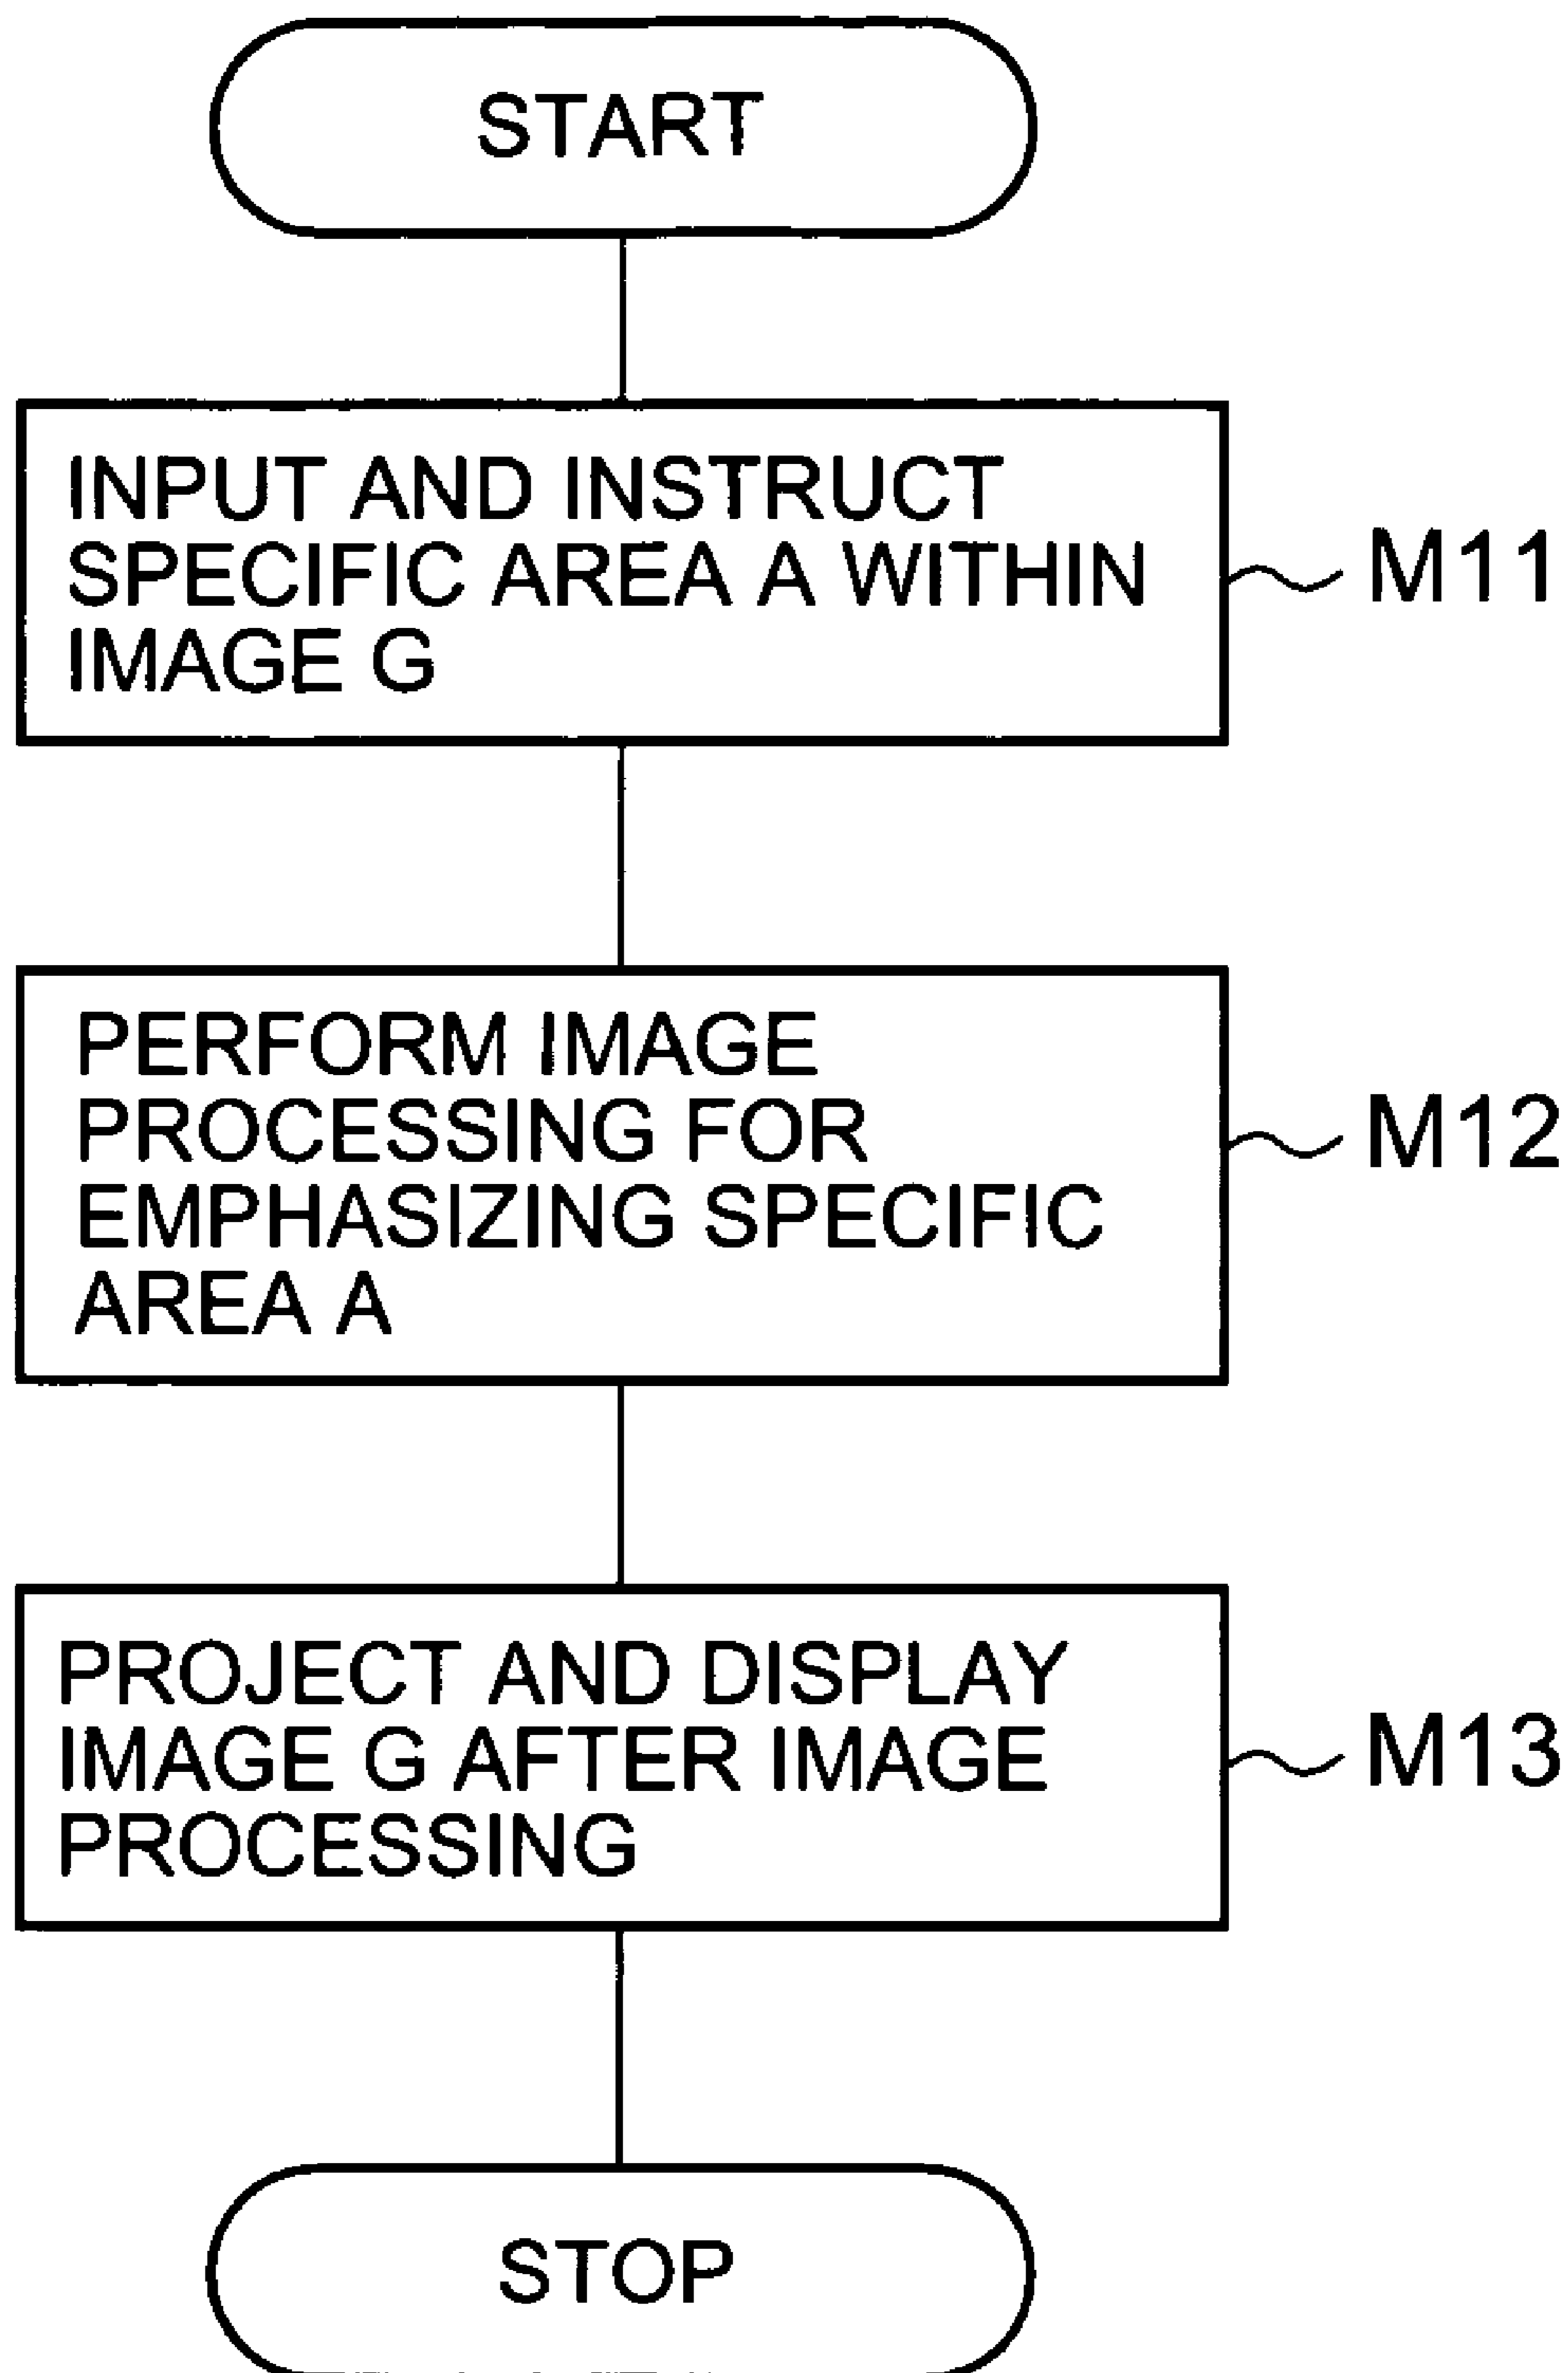 START
INPUT AND INSTRUCT
SPECIFIC AREA A WITHIN
IMAGE G
M11
PERFORM IMAGE
PROCESSING FOR
EMPHASIZING SPECIFIC
AREA A
M12
PROJECT AND DISPLAY
IMAGE G AFTER IMAGE
PROCESSING
M13
STOP